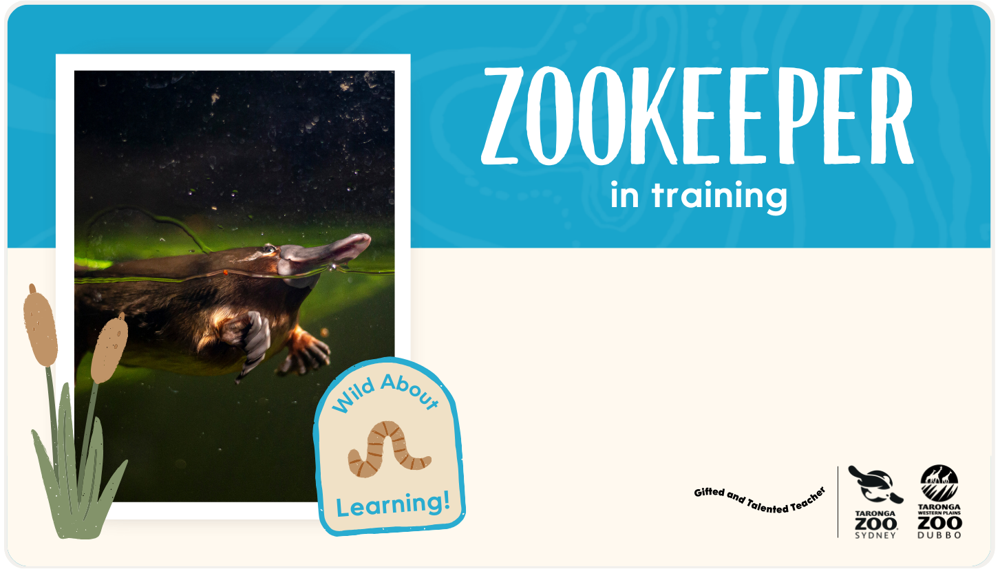 ZOOKEEPER
in training
Wild About
Learning!
Gifted and Talented Teacher
TARONGA
ZOO
SYDNEY
TARONGA
WESTERN PLAINS
ZOO
DUBBO